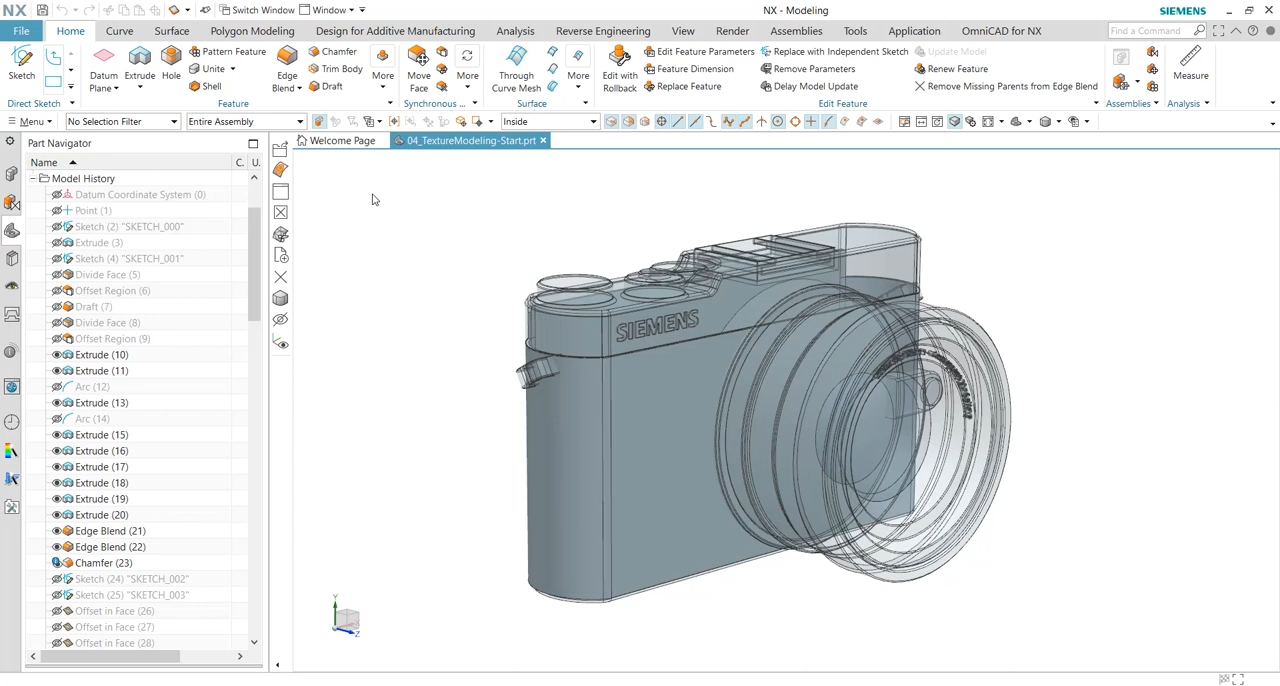 NX
Switch Window
Window
NX - Modeling
SIEMENS
File
Home
Curve
Surface
Polygon Modeling
Design for Additive Manufacturing
Analysis
Reverse Engineering
View
Render
Assemblies
Tools
Application
OmniCAD for NX
Find a Command
Sketch
Direct Sketch
Datum Plane
Extrude
Hole
Pattern Feature
Unite
Shell
Edge Blend
Chamfer
Trim Body
Draft
More
Feature
Move Face
More
Synchronous ...
Through Curve Mesh
More
Surface
Edit with Rollback
Edit Feature Parameters
Feature Dimension
Replace Feature
Replace with Independent Sketch
Remove Parameters
Delay Model Update
Update Model
Renew Feature
Remove Missing Parents from Edge Blend
Edit Feature
Assemblies
Measure
Analysis
Menu
No Selection Filter
Entire Assembly
Inside
Part Navigator
Welcome Page
04_TextureModeling-Start.prt
Name
C.
U.
Model History
Datum Coordinate System (0)
Point (1)
Sketch (2) "SKETCH_000"
Extrude (3)
Sketch (4) "SKETCH_001"
Divide Face (5)
Offset Region (6)
Draft (7)
Divide Face (8)
Offset Region (9)
Extrude (10)
Extrude (11)
Arc (12)
Extrude (13)
Arc (14)
Extrude (15)
Extrude (16)
Extrude (17)
Extrude (18)
Extrude (19)
Extrude (20)
Edge Blend (21)
Edge Blend (22)
Chamfer (23)
Sketch (24) "SKETCH_002"
Sketch (25) "SKETCH_003"
Offset in Face (26)
Offset in Face (27)
Offset in Face (28)
SIEMENS
Y
Z